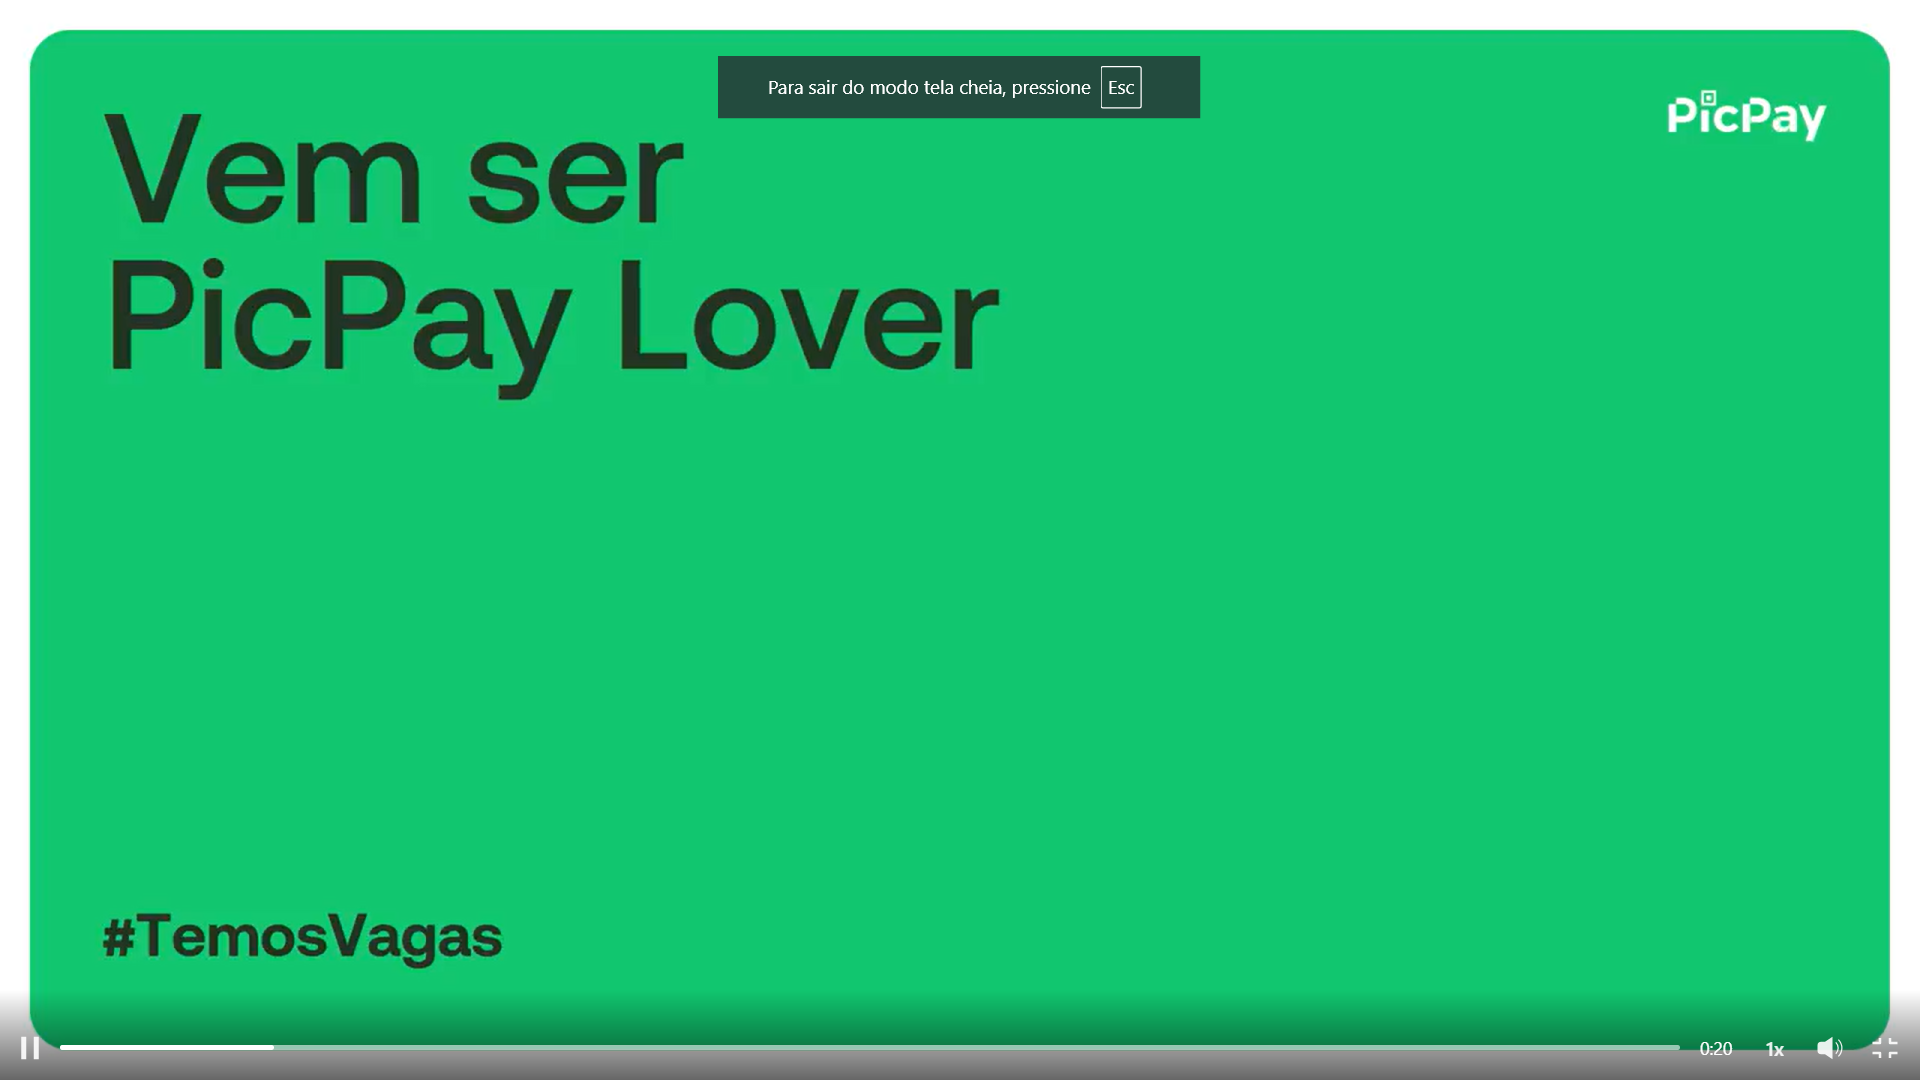 Para sair do modo tela cheia, pressione Esc
PicPay
Vem ser
PicPay Lover
#TemosVagas
0:20 1x